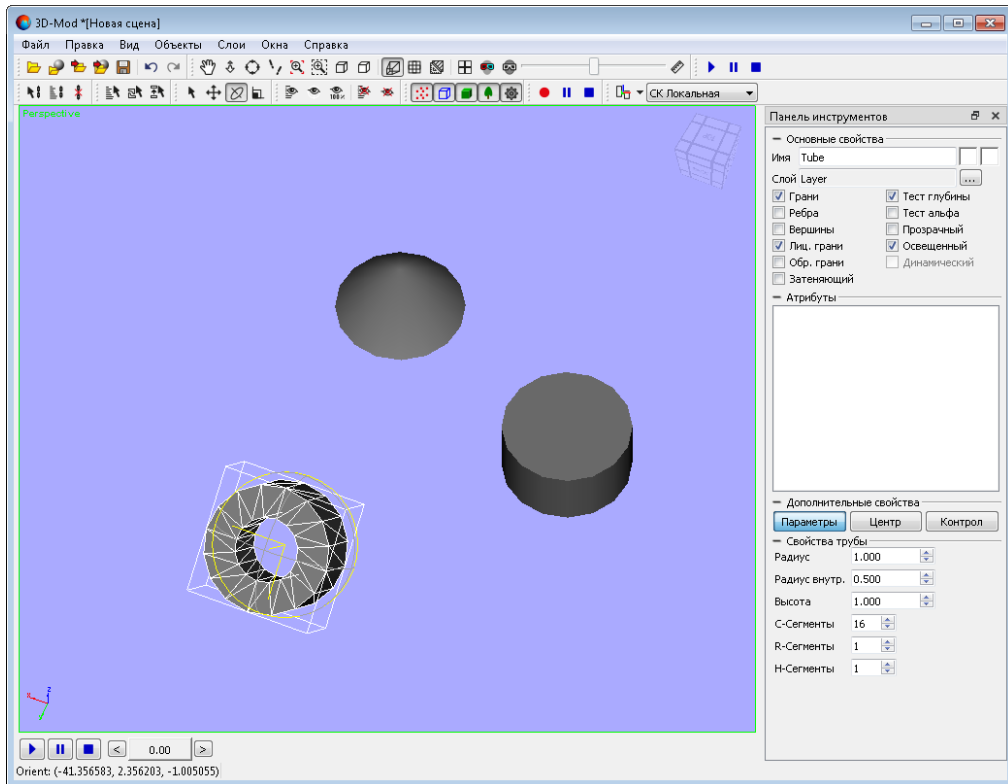 3D-Mod *[Новая сцена]
Файл Правка Вид Объекты Слои Окна Справка
100%
СК Локальная
Perspective
Панель инструментов
Основные свойства
Имя Tube
Слой Layer ...
Грани Тест глубины
Ребра Тест альфа
Вершины Прозрачный
Лиц. грани Освещенный
Обр. грани Динамический
Затеняющий
Атрибуты
Дополнительные свойства
Параметры Центр Контрол
Свойства трубы
Радиус 1.000
Радиус внутр. 0.500
Высота 1.000
C-Сегменты 16
R-Сегменты 1
H-Сегменты 1
x z y
< 0.00 >
Orient: (-41.356583, 2.356203, -1.005055)